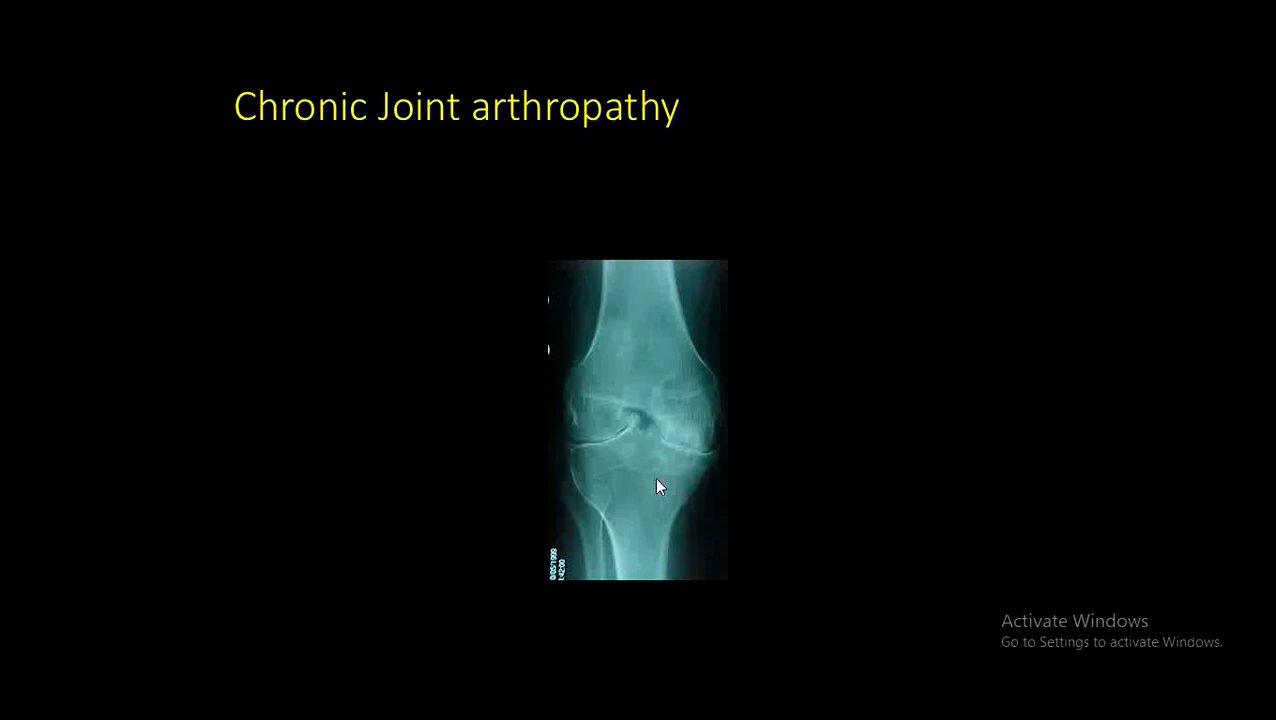 Chronic Joint arthropathy
Activate Windows
Go to Settings to activate Windows.